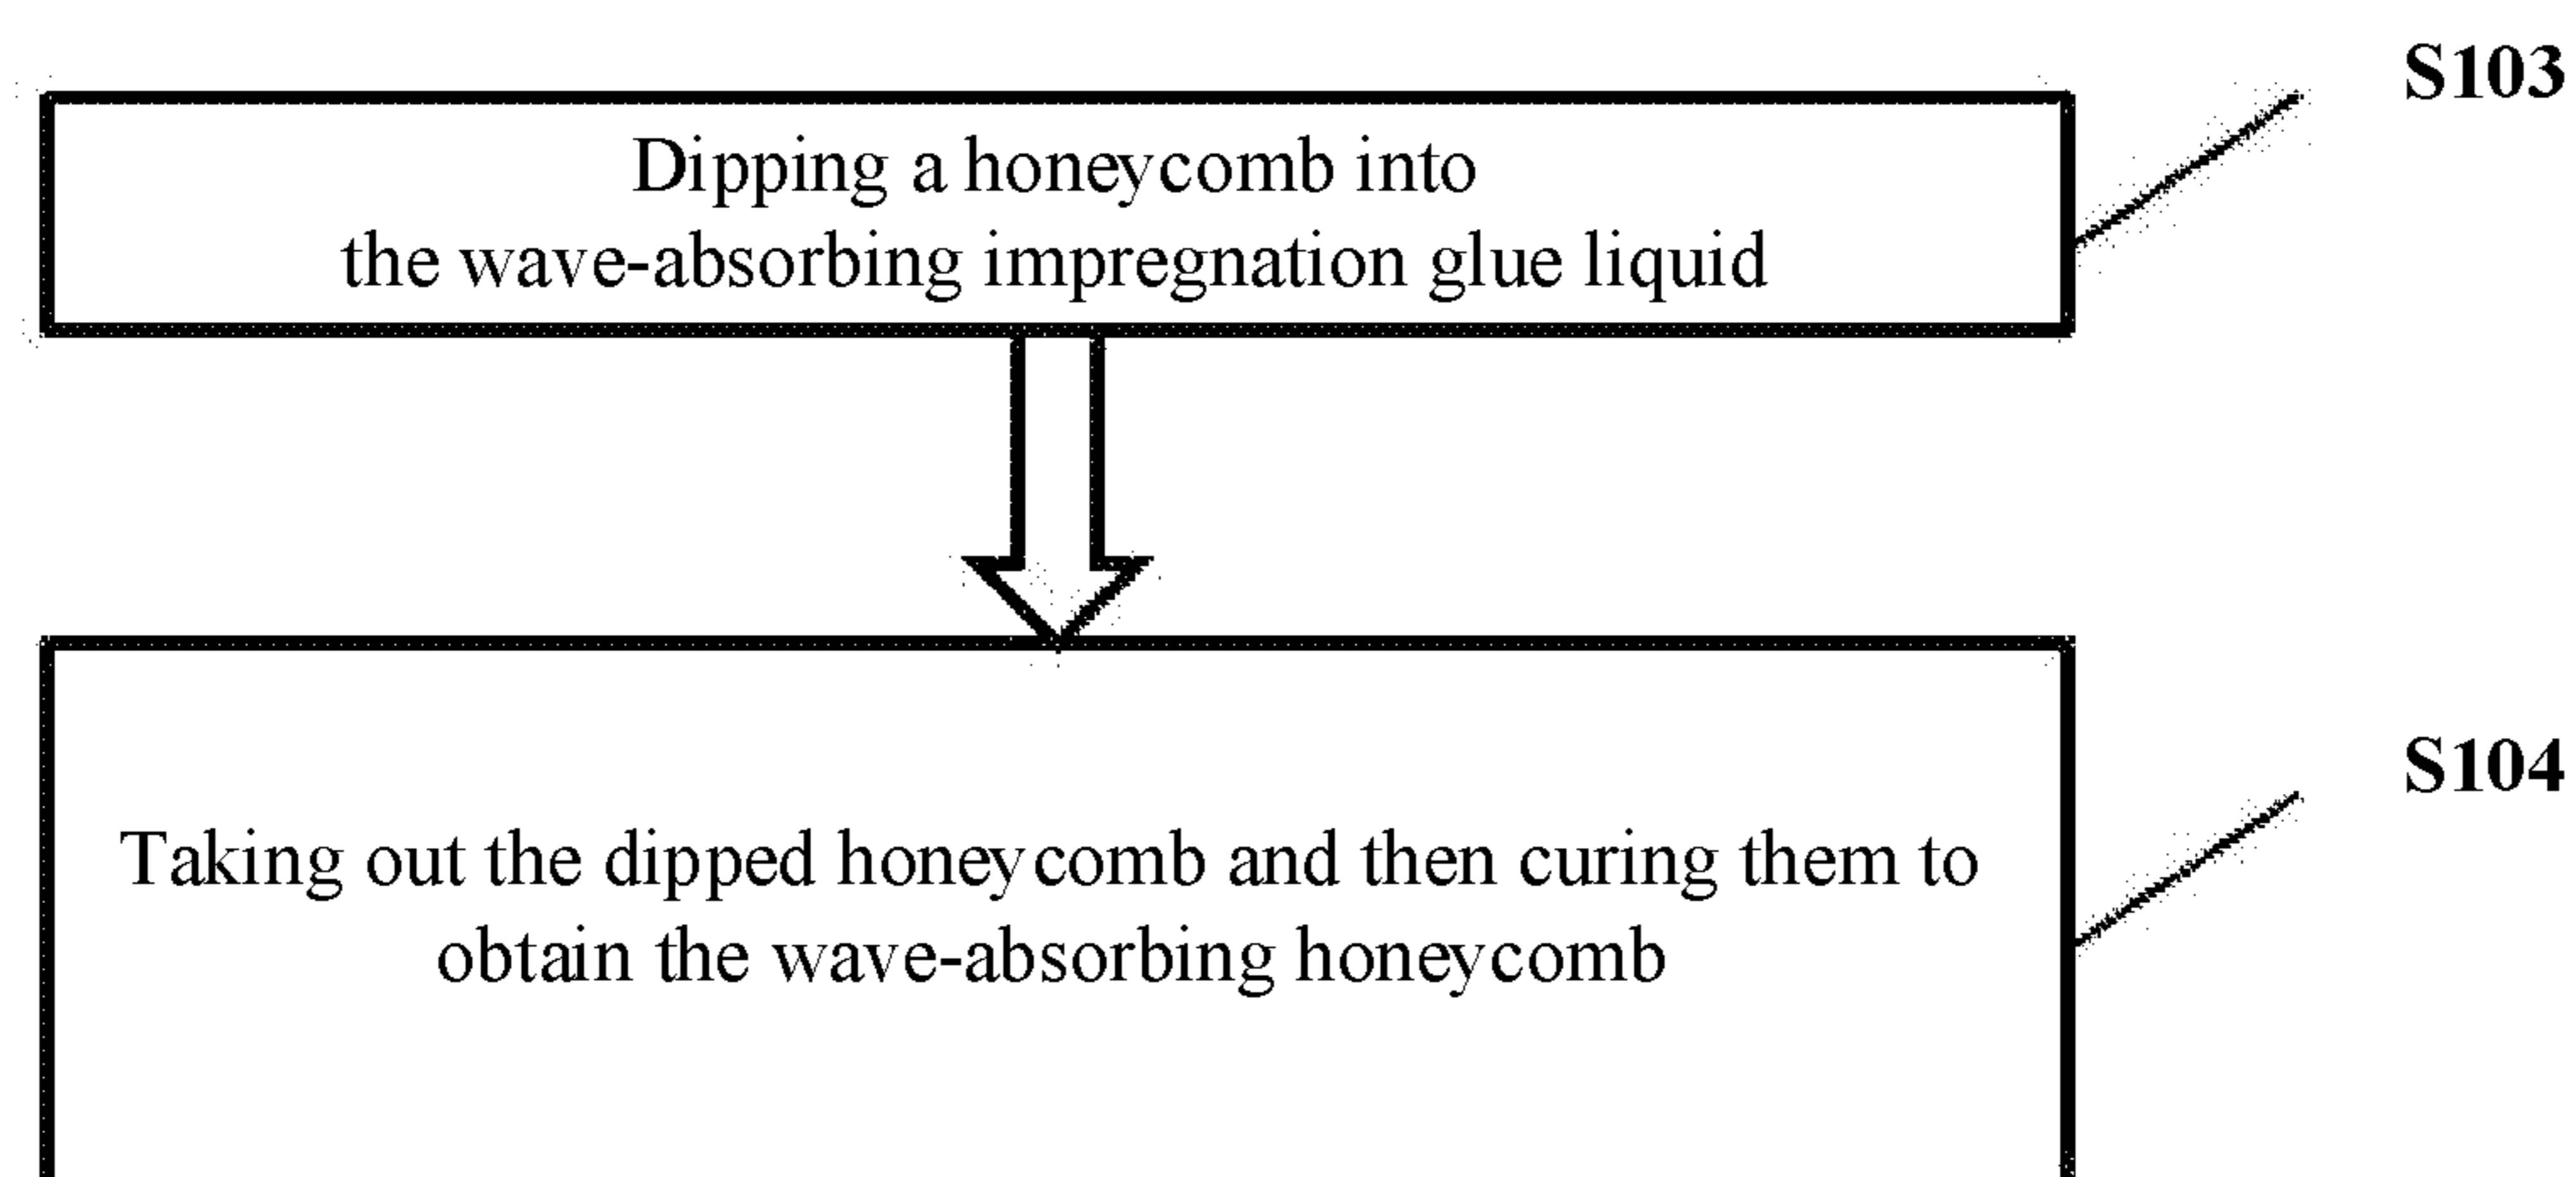 S103
Dipping a honeycomb into
the wave-absorbing impregnation glue liquid
S104
Taking out the dipped honeycomb and then curing them to
obtain the wave-absorbing honeycomb